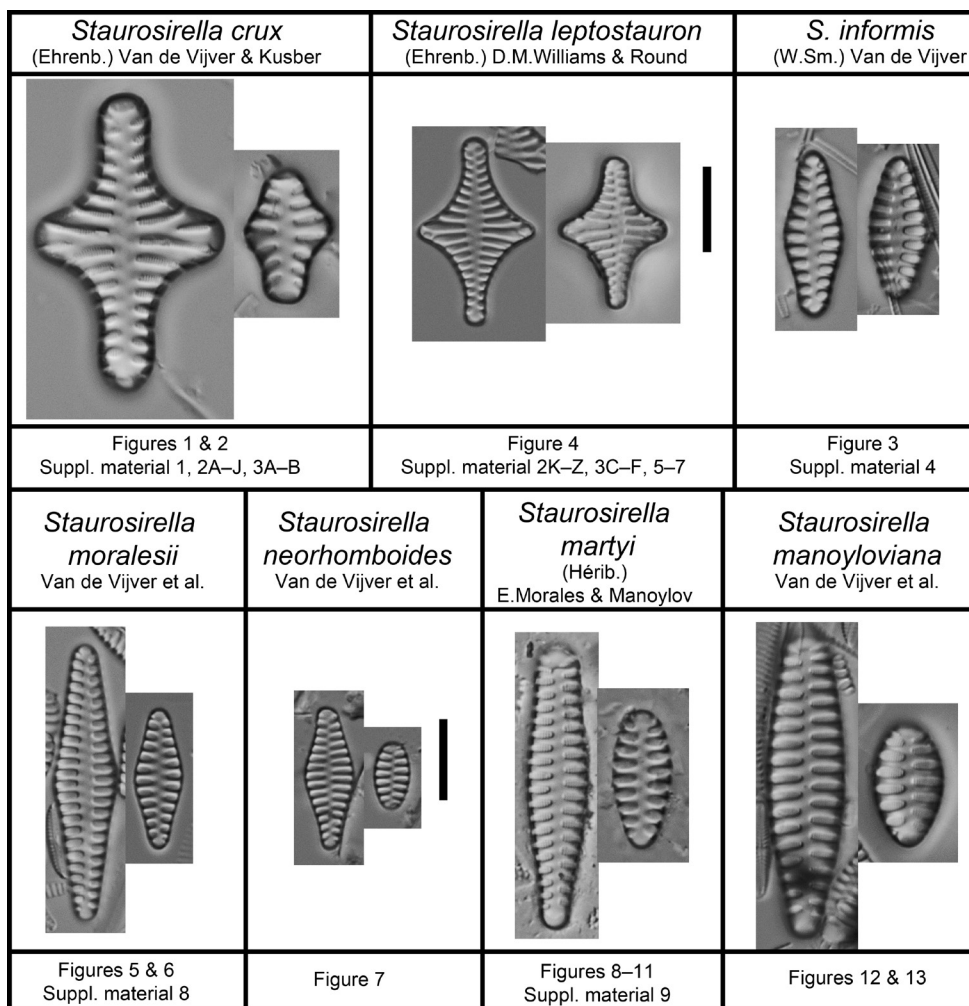 Staurosirella crux
(Ehrenb.) Van de Vijver & Kusber
Staurosirella leptostauron
(Ehrenb.) D.M.Williams & Round
S. informis
(W.Sm.) Van de Vijver
Figures 1 & 2
Suppl. material 1, 2A–J, 3A–B
Figure 4
Suppl. material 2K–Z, 3C–F, 5–7
Figure 3
Suppl. material 4
Staurosirella
moralesii
Van de Vijver et al.
Staurosirella
neorhomboides
Van de Vijver et al.
Staurosirella
martyi
(Hérib.)
E.Morales & Manoylov
Staurosirella
manoyloviana
Van de Vijver et al.
Figures 5 & 6
Suppl. material 8
Figure 7
Figures 8–11
Suppl. material 9
Figures 12 & 13